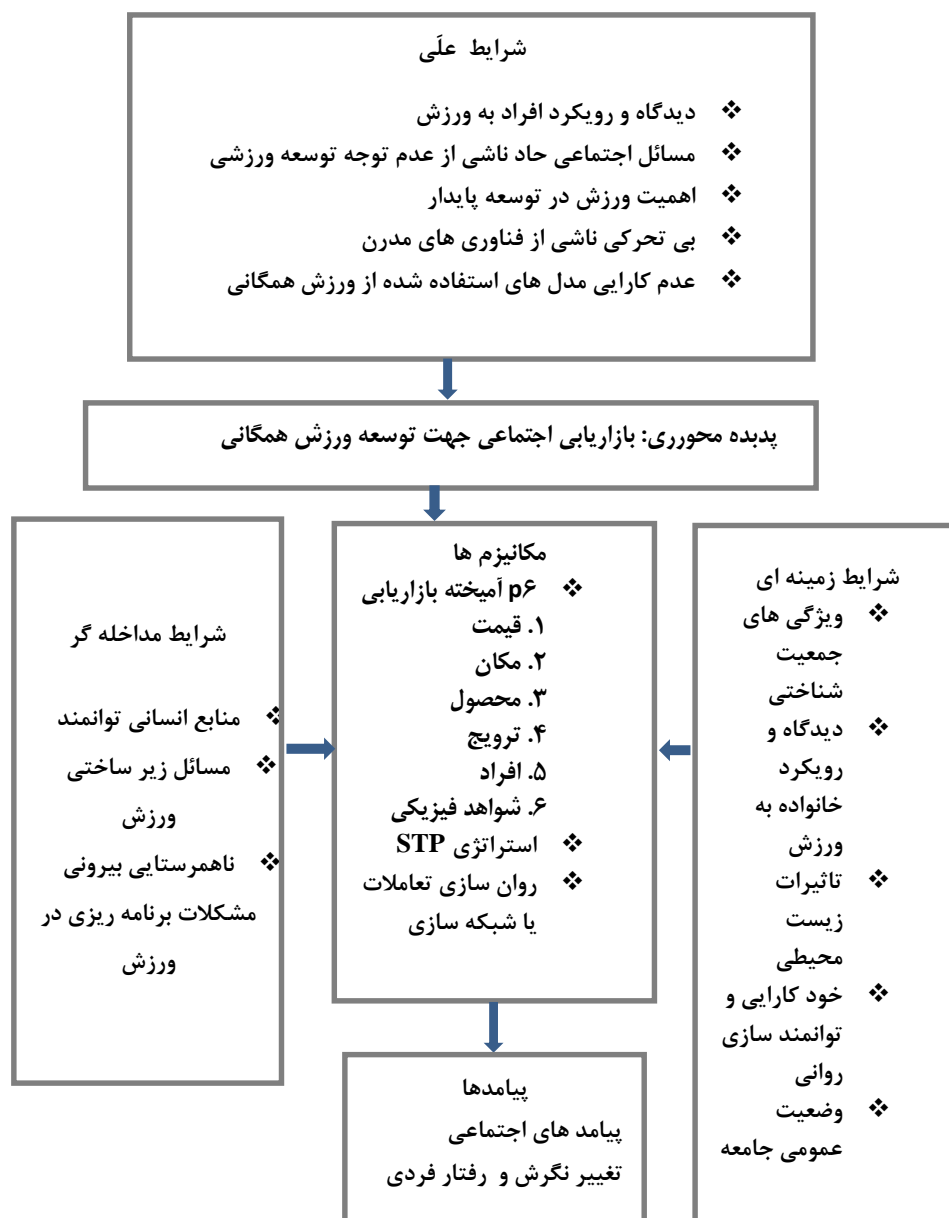 شرایط علَی
❖ دیدگاه و رویکرد افراد به ورزش
❖ مسائل اجتماعی حاد ناشی از عدم توجه توسعه ورزشی
❖ اهمیت ورزش در توسعه پایدار
❖ بی تحرکی ناشی از فناوری های مدرن
❖ عدم کارایی مدل های استفاده شده از ورزش همگانی
پدبده محورری: بازاریابی اجتماعی جهت توسعه ورزش همگانی
شرایط زمینه ای
❖ ویژگی های
جمعیت
شناختی
❖ دیدگاه و
رویکرد
خانواده به
ورزش
❖ تاثیرات
زیست
محیطی
❖ خود کارایی و
توانمند سازی
روانی
❖ وضعیت
عمومی جامعه
مکانیزم ها
❖ p۶ آمیخته بازاریابی
۱. قیمت
۲. مکان
۳. محصول
۴. ترویج
۵. افراد
۶. شواهد فیزیکی
❖ استراتژی STP
❖ روان سازی تعاملات
یا شبکه سازی
شرایط مداخله گر
❖ منابع انسانی توانمند
❖ مسائل زیر ساختی
ورزش
❖ ناهمرستایی بیرونی
مشکلات برنامه ریزی در
ورزش
پیامدها
پیامد های اجتماعی
تغییر نگرش و رفتار فردی